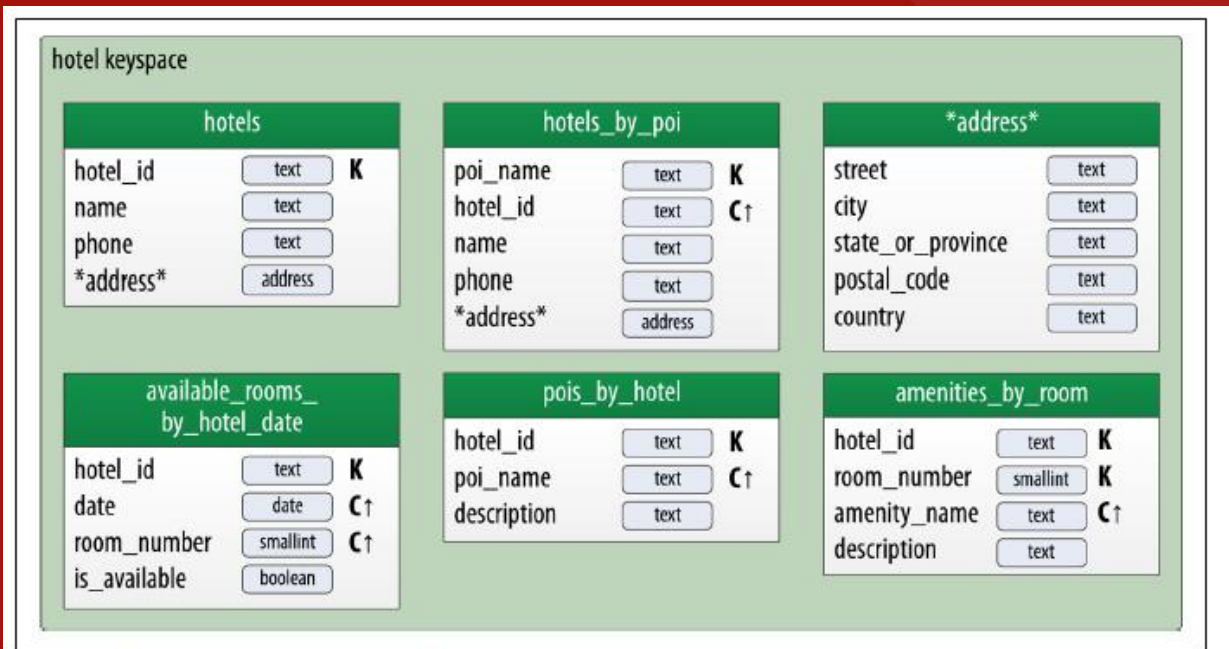 hotel keyspace
hotels
hotel_id text K
name text
phone text
*address* address
hotels_by_poi
poi_name text K
hotel_id text C↑
name text
phone text
*address* address
*address*
street text
city text
state_or_province text
postal_code text
country text
available_rooms_
by_hotel_date
hotel_id text K
date date C↑
room_number smallint C↑
is_available boolean
pois_by_hotel
hotel_id text K
poi_name text C↑
description text
amenities_by_room
hotel_id text K
room_number smallint K
amenity_name text C↑
description text